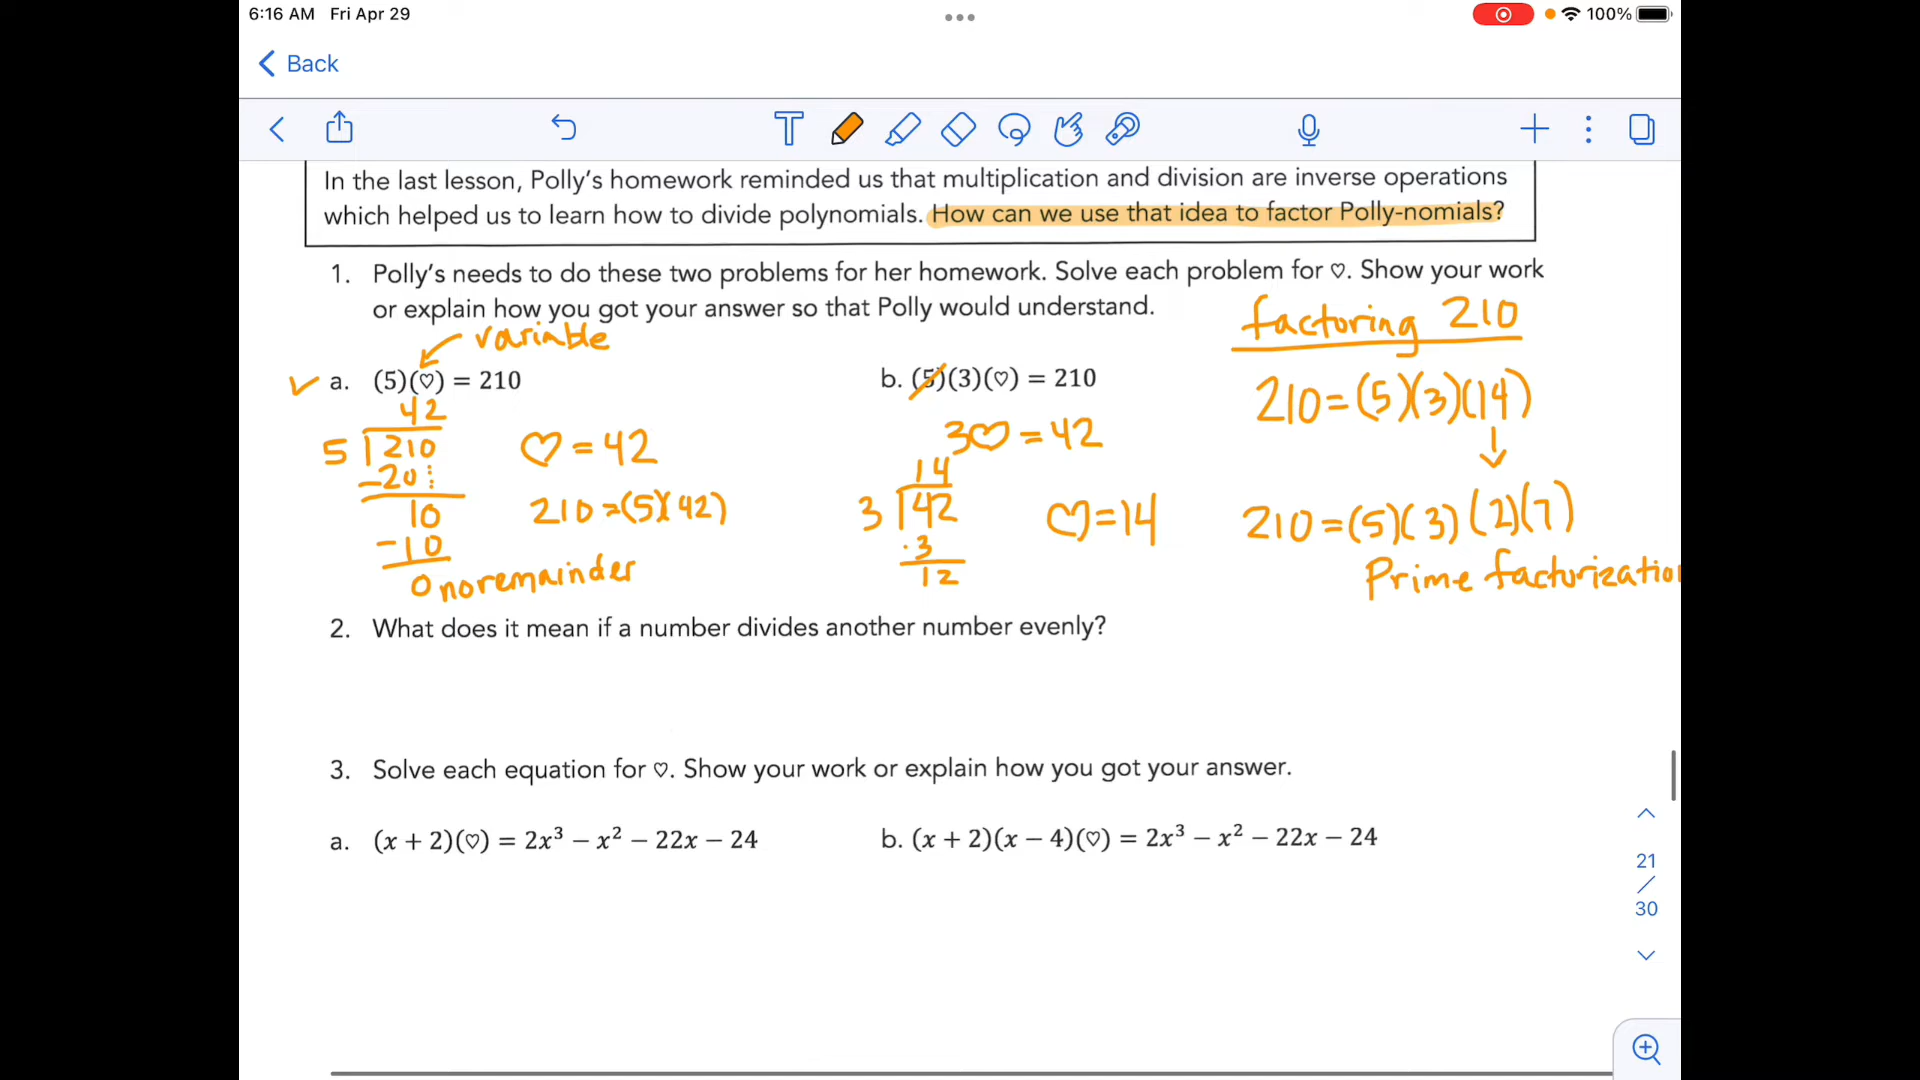 6:16 AM Fri Apr 29
100%
Back
In the last lesson, Polly's homework reminded us that multiplication and division are inverse operations
which helped us to learn how to divide polynomials. How can we use that idea to factor Polly-nomials?
1. Polly's needs to do these two problems for her homework. Solve each problem for ♡. Show your work
or explain how you got your answer so that Polly would understand.
variable
factoring 210
a. (5)(♡) = 210
b. (5)(3)(♡) = 210
210=(5)(3)(14)
42
5 210
♡ = 42
3♡ = 42
-20
14
10
210=(5)(42)
3 42
♡=14
210=(5)(3)(2)(7)
-10
3
0 no remainder
12
Prime facturization
2. What does it mean if a number divides another number evenly?
3. Solve each equation for ♡. Show your work or explain how you got your answer.
a. (x + 2)(♡) = 2x³ − x² − 22x − 24
b. (x + 2)(x − 4)(♡) = 2x³ − x² − 22x − 24
21
/
30